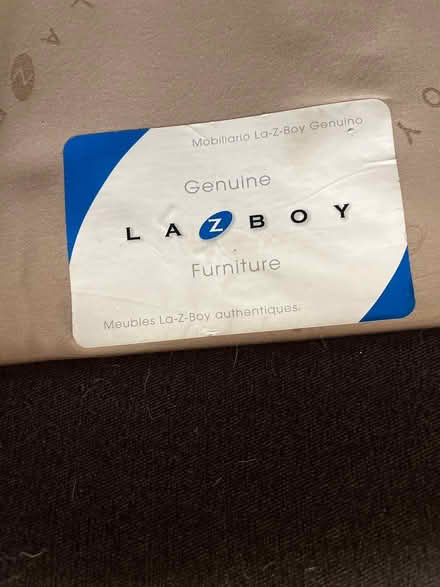 Mobiliario La-Z-Boy Genuino
Genuine
LAZBOY
Furniture
Meubles La-Z-Boy authentiques.